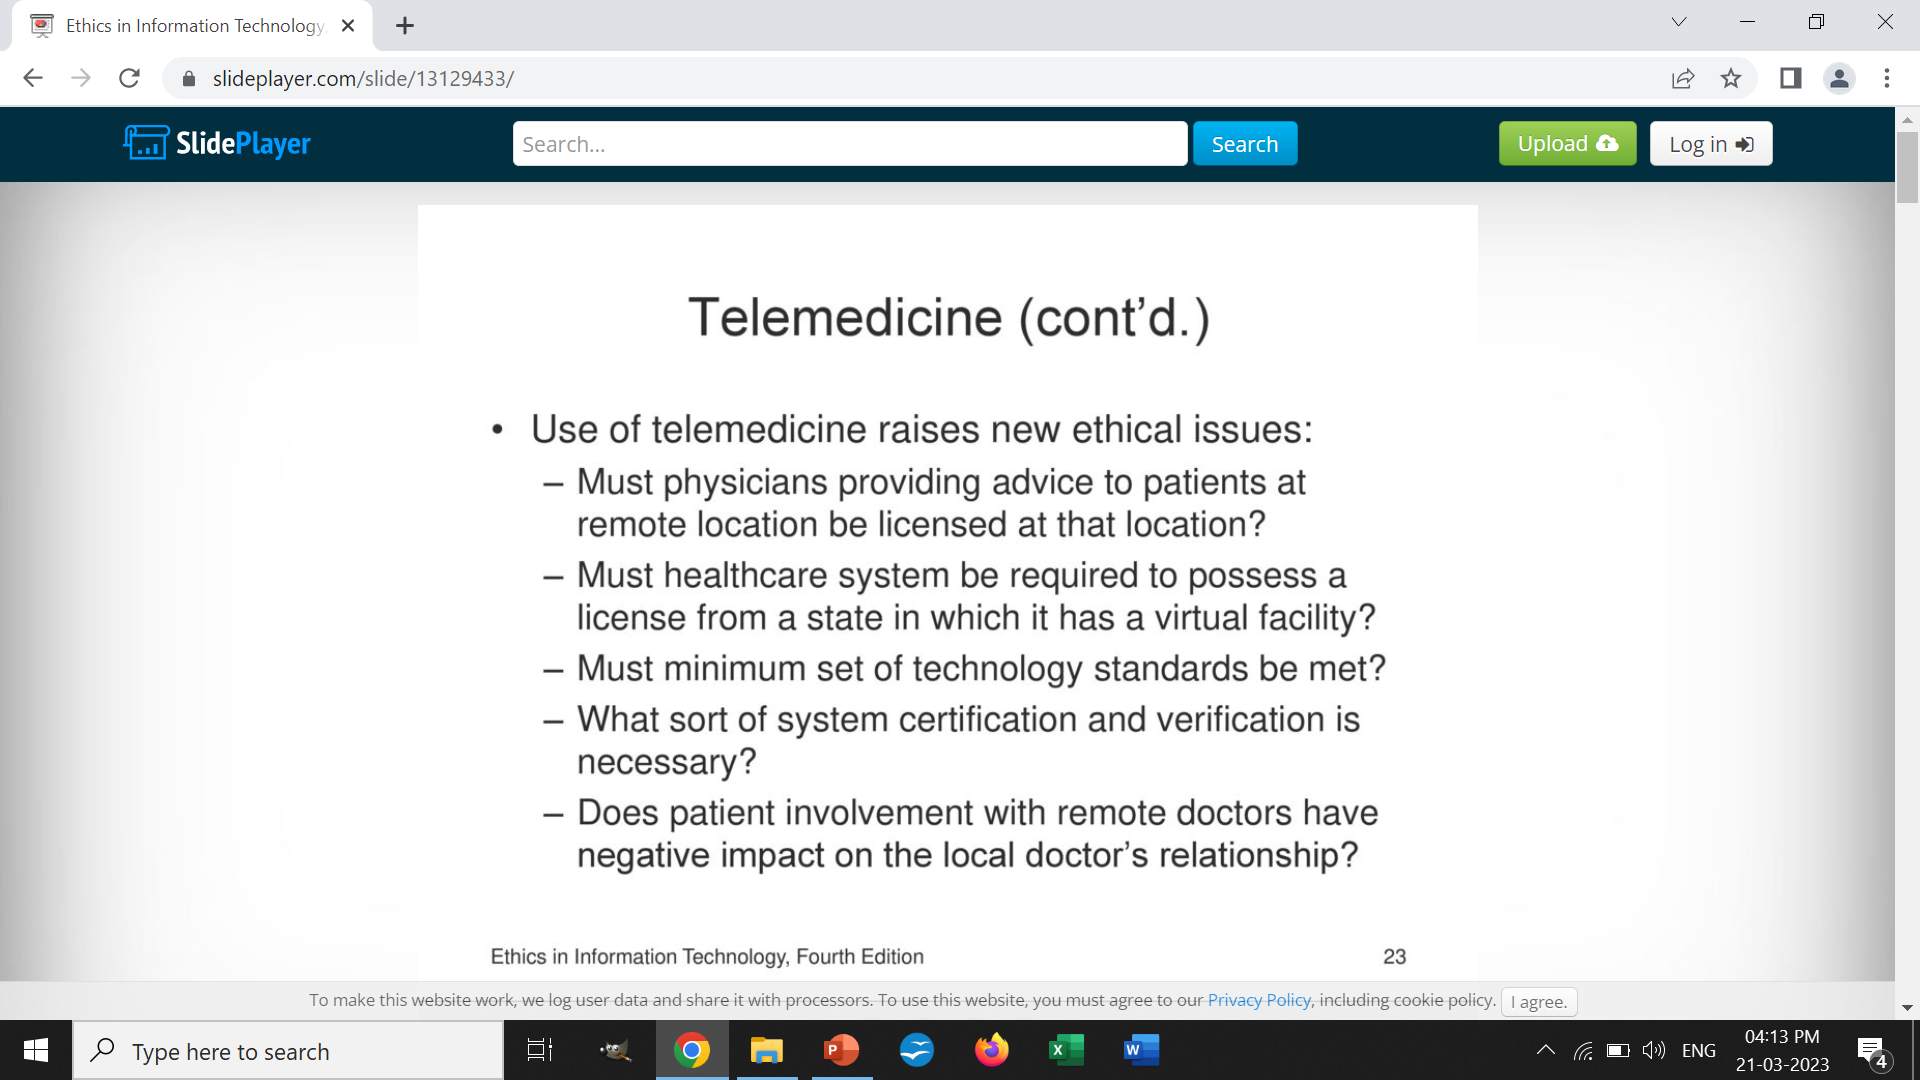 Ethics in Information Technology,
slideplayer.com/slide/13129433/
SlidePlayer
Search...
Search
Upload
Log in
Telemedicine (cont’d.)
• Use of telemedicine raises new ethical issues:
– Must physicians providing advice to patients at
remote location be licensed at that location?
– Must healthcare system be required to possess a
license from a state in which it has a virtual facility?
– Must minimum set of technology standards be met?
– What sort of system certification and verification is
necessary?
– Does patient involvement with remote doctors have
negative impact on the local doctor’s relationship?
Ethics in Information Technology, Fourth Edition 23
To make this website work, we log user data and share it with processors. To use this website, you must agree to our Privacy Policy, including cookie policy. I agree.
Type here to search
P
X
W
ENG
04:13 PM
21-03-2023
4